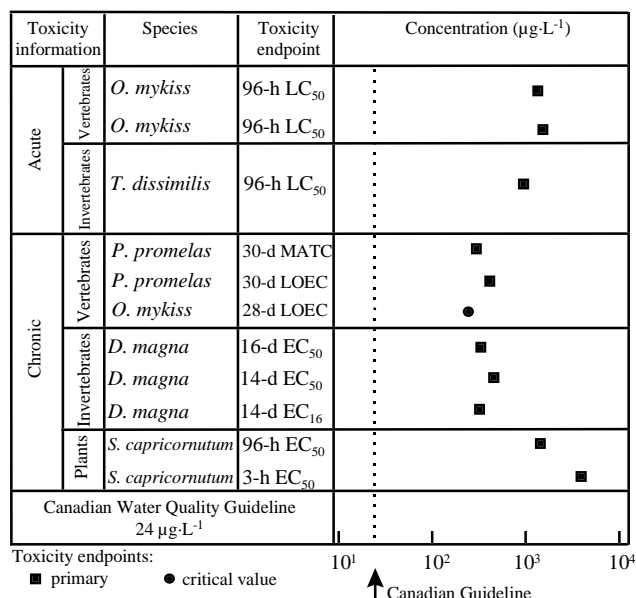 Toxicity information Species Toxicity endpoint Concentration (µg·L⁻¹)
Acute
Vertebrates
O. mykiss 96-h LC₅₀
O. mykiss 96-h LC₅₀
Invertebrates
T. dissimilis 96-h LC₅₀
Chronic
Vertebrates
P. promelas 30-d MATC
P. promelas 30-d LOEC
O. mykiss 28-d LOEC
Invertebrates
D. magna 16-d EC₅₀
D. magna 14-d EC₅₀
D. magna 14-d EC₁₆
Plants
S. capricornutum 96-h EC₅₀
S. capricornutum 3-h EC₅₀
Canadian Water Quality Guideline
24 µg·L⁻¹
Toxicity endpoints:
primary critical value
10¹ 10² 10³ 10⁴
Canadian Guideline